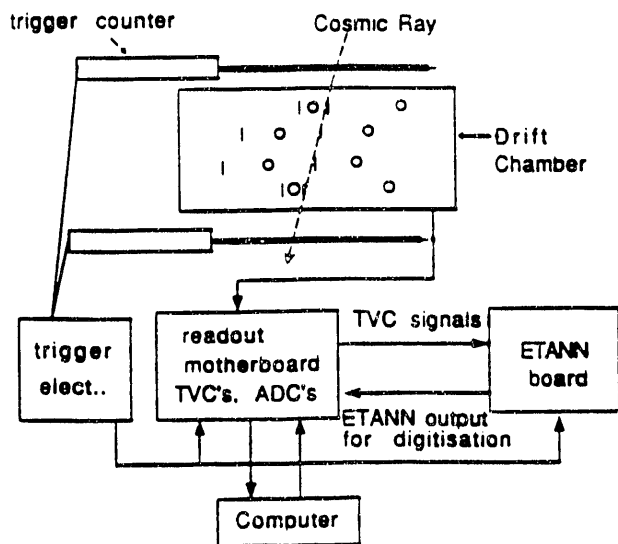 trigger counter
Cosmic Ray
Drift
Chamber
trigger
elect..
readout
motherboard
TVC's, ADC's
TVC signals
ETANN
board
ETANN output
for digitisation
Computer